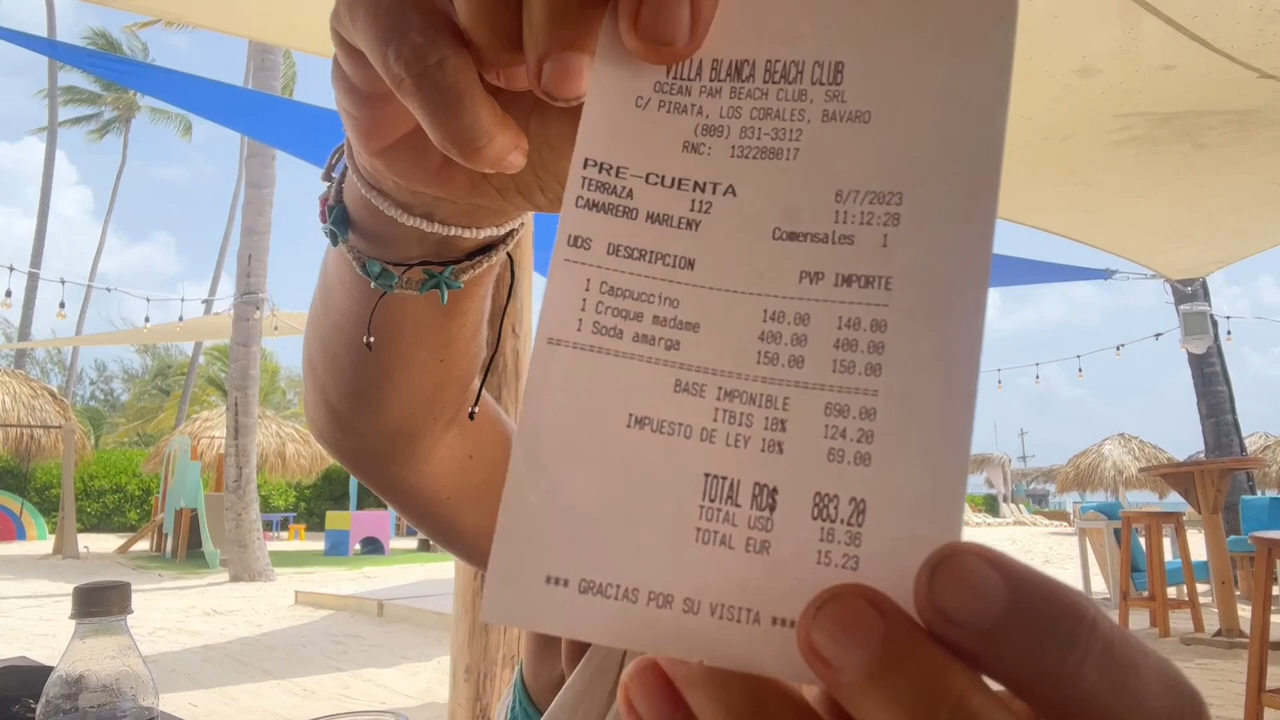 VILLA BLANCA BEACH CLUB
OCEAN PAM BEACH CLUB, SRL
C/ PIRATA, LOS CORALES, BAVARO
(809) 831-3312
RNC: 132288017
PRE-CUENTA 6/7/2023
TERRAZA 112 11:12:28
CAMARERO MARLENY Comensales 1
UDS DESCRIPCION PVP IMPORTE
1 Cappuccino 140.00 140.00
1 Croque madame 400.00 400.00
1 Soda amarga 150.00 150.00
BASE IMPONIBLE 690.00
ITBIS 18% 124.20
IMPUESTO DE LEY 10% 69.00
TOTAL RD$ 883.20
TOTAL USD 16.36
TOTAL EUR 15.23
*** GRACIAS POR SU VISITA ***